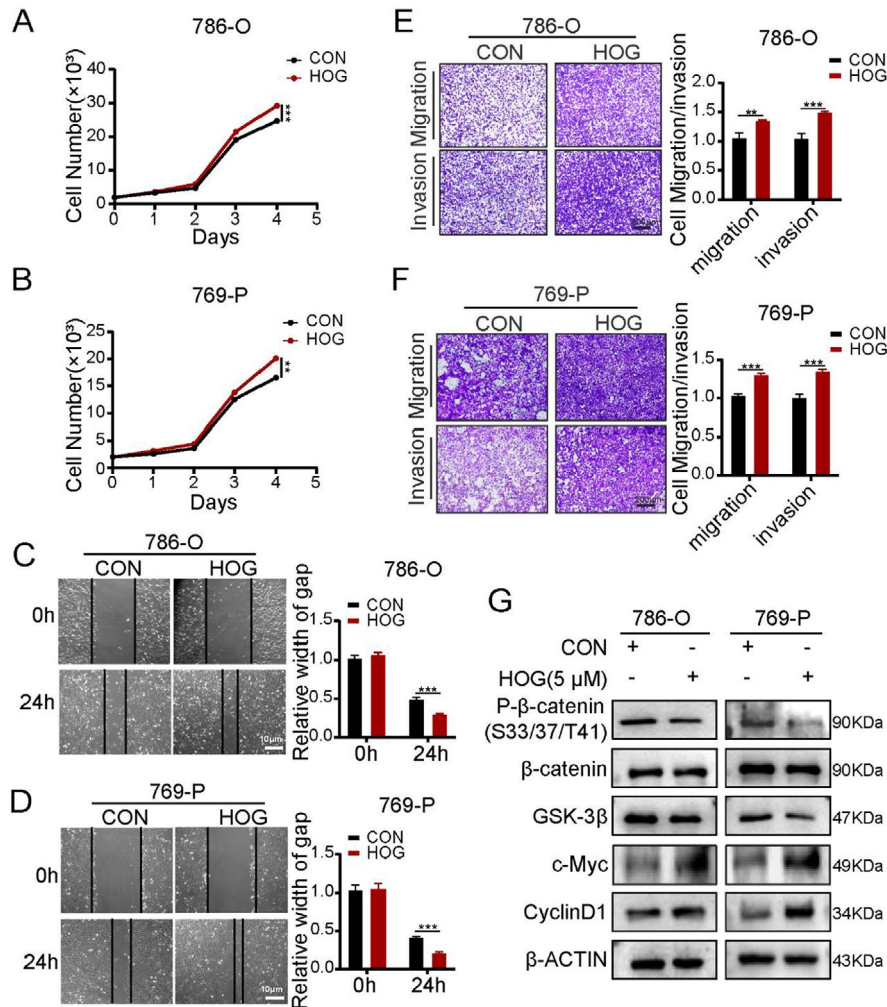 A
786-O
CON
HOG
Cell Number(×10³)
40
30
20
10
0
0 1 2 3 4 5
Days
***
B
769-P
CON
HOG
Cell Number(×10³)
25
20
15
10
5
0
0 1 2 3 4 5
Days
**
C
786-O
CON HOG
0h
24h
10μm
786-O
CON
HOG
Relative width of gap
1.5
1.0
0.5
0.0
0h 24h
***
D
769-P
CON HOG
0h
24h
10μm
769-P
CON
HOG
Relative width of gap
1.5
1.0
0.5
0.0
0h 24h
***
E
786-O
CON HOG
Migration
Invasion
200μm
786-O
CON
HOG
Cell Migration/invasion
2.0
1.5
1.0
0.5
0.0
** ***
migration invasion
F
769-P
CON HOG
Migration
Invasion
200μm
769-P
CON
HOG
Cell Migration/invasion
1.5
1.0
0.5
0.0
*** ***
migration invasion
G
786-O 769-P
CON + - + -
HOG(5 μM) - + - +
P-β-catenin
(S33/37/T41) 90KDa
β-catenin 90KDa
GSK-3β 47KDa
c-Myc 49KDa
CyclinD1 34KDa
β-ACTIN 43KDa